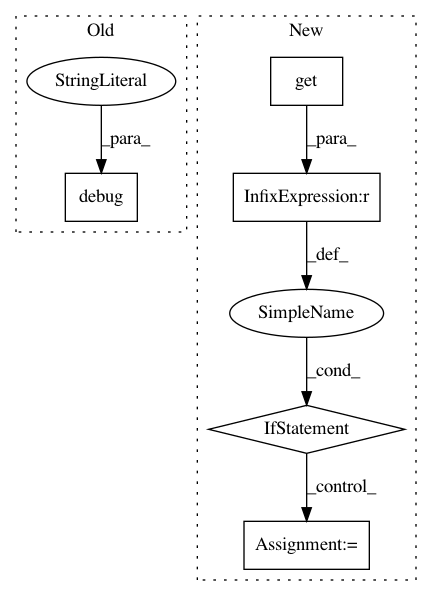 Old
StringLiteral
_para_
debug
New
get
_para_
InfixExpression:r
_def_
SimpleName
_cond_
IfStatement
_control_
Assignment:=